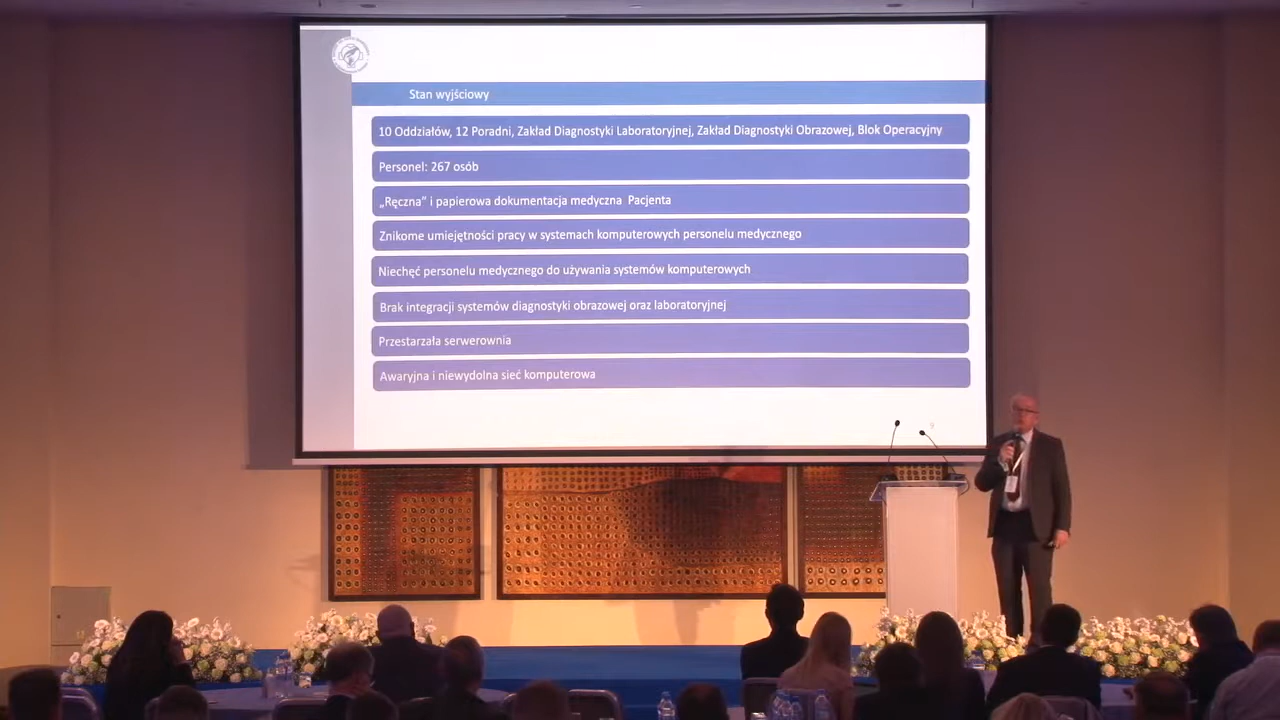 Stan wyjściowy
10 Oddziałów, 12 Poradni, Zakład Diagnostyki Laboratoryjnej, Zakład Diagnostyki Obrazowej, Blok Operacyjny
Personel: 267 osób
„Ręczna” i papierowa dokumentacja medyczna Pacjenta
Znikome umiejętności pracy w systemach komputerowych personelu medycznego
Niechęć personelu medycznego do używania systemów komputerowych
Brak integracji systemów diagnostyki obrazowej oraz laboratoryjnej
Przestarzała serwerownia
Awaryjna i niewydolna sieć komputerowa
9